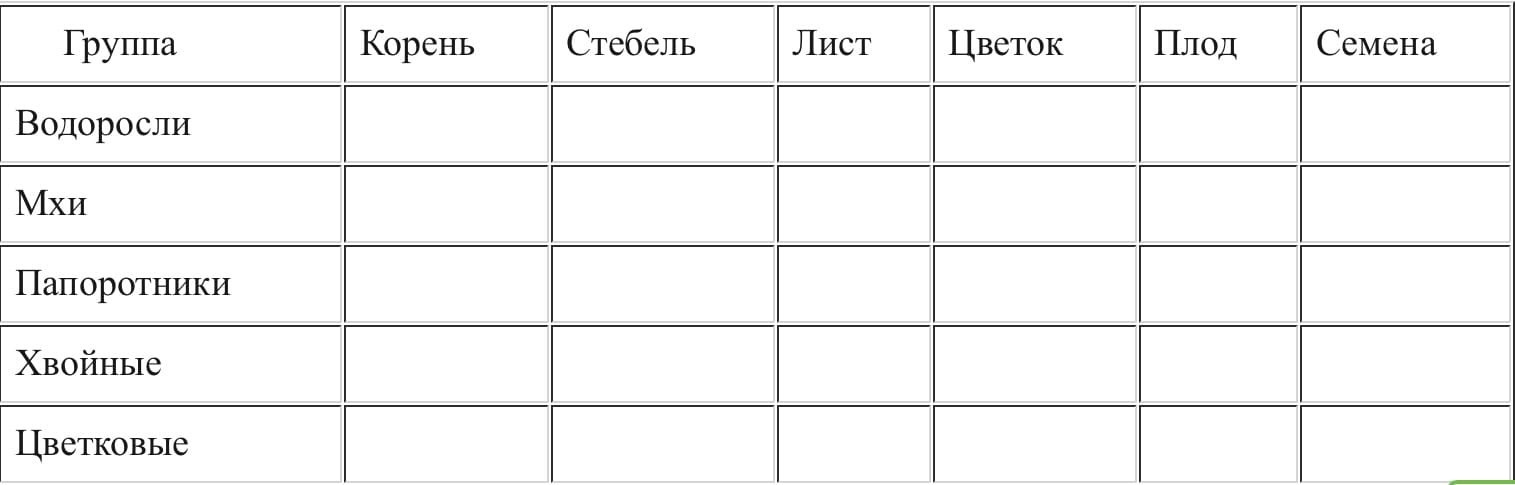 Группа Корень Стебель Лист Цветок Плод Семена
Водоросли
Мхи
Папоротники
Хвойные
Цветковые